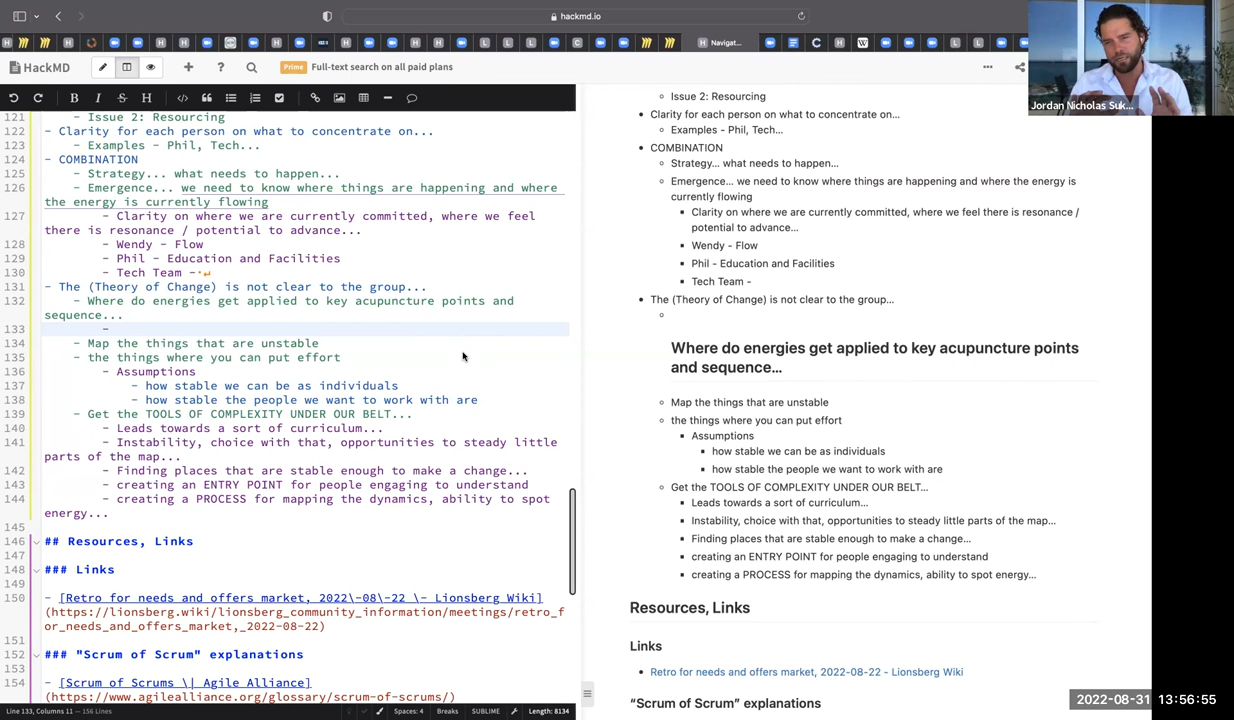 hackmd.io
Navigat...
HackMD
Prime Full-text search on all paid plans
Jordan Nicholas Suk...
121 - Issue 2: Resourcing
122 - Clarity for each person on what to concentrate on...
123 - Examples - Phil, Tech...
124 - COMBINATION
125 - Strategy... what needs to happen...
126 - Emergence... we need to know where things are happening and where
the energy is currently flowing
127 - Clarity on where we are currently committed, where we feel
there is resonance / potential to advance...
128 - Wendy - Flow
129 - Phil - Education and Facilities
130 - Tech Team -
131 - The (Theory of Change) is not clear to the group...
132 - Where do energies get applied to key acupuncture points and
sequence...
133 -
134 - Map the things that are unstable
135 - the things where you can put effort
136 - Assumptions
137 - how stable we can be as individuals
138 - how stable the people we want to work with are
139 - Get the TOOLS OF COMPLEXITY UNDER OUR BELT...
140 - Leads towards a sort of curriculum...
141 - Instability, choice with that, opportunities to steady little
parts of the map...
142 - Finding places that are stable enough to make a change...
143 - creating an ENTRY POINT for people engaging to understand
144 - creating a PROCESS for mapping the dynamics, ability to spot
energy...
145
146 ## Resources, Links
147
148 ### Links
149
150 - [Retro for needs and offers market, 2022\-08\-22 \- Lionsberg Wiki]
(https://lionsberg.wiki/lionsberg_community_information/meetings/retro_f
or_needs_and_offers_market,_2022-08-22)
151
152 ### "Scrum of Scrum" explanations
153
154 - [Scrum of Scrums \| Agile Alliance]
(https://www.agilealliance.org/glossary/scrum-of-scrums/)
Line 133, Columns 11 — 156 Lines
Spaces: 4 Breaks SUBLIME Length: 8134
Issue 2: Resourcing
Clarity for each person on what to concentrate on…
Examples - Phil, Tech…
COMBINATION
Strategy… what needs to happen…
Emergence… we need to know where things are happening and where the energy is
currently flowing
Clarity on where we are currently committed, where we feel there is resonance /
potential to advance…
Wendy - Flow
Phil - Education and Facilities
Tech Team -
The (Theory of Change) is not clear to the group…
Where do energies get applied to key acupuncture points
and sequence…
Map the things that are unstable
the things where you can put effort
Assumptions
how stable we can be as individuals
how stable the people we want to work with are
Get the TOOLS OF COMPLEXITY UNDER OUR BELT…
Leads towards a sort of curriculum…
Instability, choice with that, opportunities to steady little parts of the map…
Finding places that are stable enough to make a change…
creating an ENTRY POINT for people engaging to understand
creating a PROCESS for mapping the dynamics, ability to spot energy…
Resources, Links
Links
Retro for needs and offers market, 2022-08-22 - Lionsberg Wiki
“Scrum of Scrum” explanations
2022-08-31 13:56:55